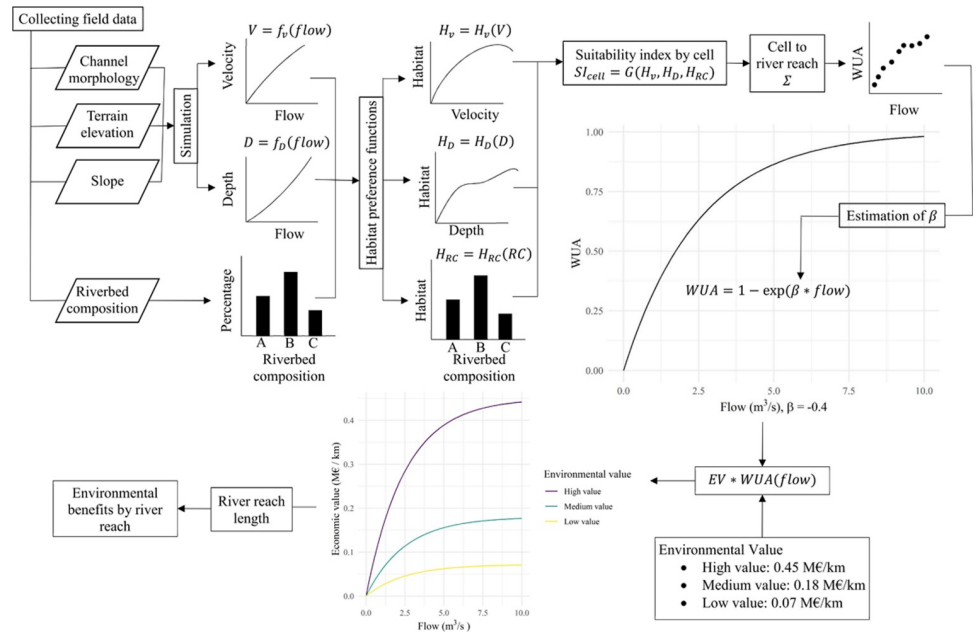 Collecting field data
Channel
morphology
Terrain
elevation
Slope
Riverbed
composition
Simulation
V = f_v(flow)
Velocity
Flow
D = f_D(flow)
Depth
Flow
Percentage
A B C
Riverbed
composition
Habitat preference functions
H_v = H_v(V)
Habitat
Velocity
H_D = H_D(D)
Habitat
Depth
H_RC = H_RC(RC)
Habitat
A B C
Riverbed
composition
Suitability index by cell
SI_cell = G(H_v, H_D, H_RC)
Cell to
river reach
Σ
WUA
Flow
Estimation of β
1.00
0.75
0.50
0.25
0.00
WUA
WUA = 1 − exp(β * flow)
0.0 2.5 5.0 7.5 10.0
Flow (m³/s), β = -0.4
EV * WUA(flow)
Environmental Value
• High value: 0.45 M€/km
• Medium value: 0.18 M€/km
• Low value: 0.07 M€/km
Environmental value
High value
Medium value
Low value
Economic value (M€ / km)
0.4
0.3
0.2
0.1
0.0
0.0 2.5 5.0 7.5 10.0
Flow (m³/s )
River reach
length
Environmental
benefits by river
reach